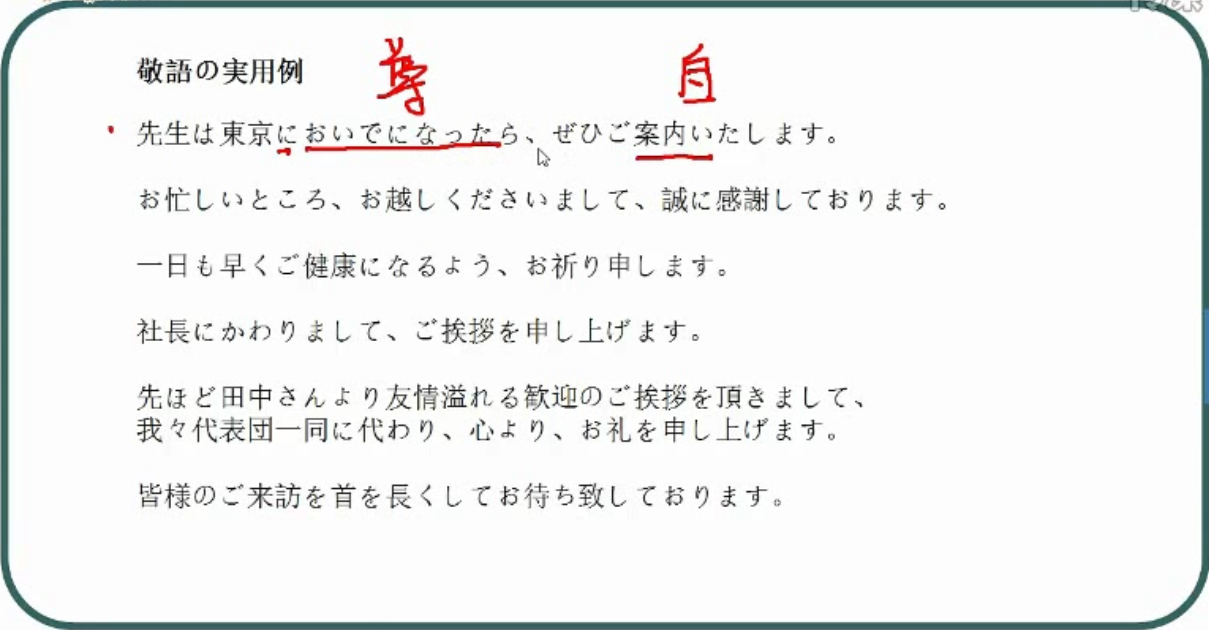 敬語の実用例
尊
自
先生は東京においでになったら、ぜひご案内いたします。
お忙しいところ、お越しくださいまして、誠に感謝しております。
一日も早くご健康になるよう、お祈り申します。
社長にかわりまして、ご挨拶を申し上げます。
先ほど田中さんより友情溢れる歓迎のご挨拶を頂きまして、
我々代表団一同に代わり、心より、お礼を申し上げます。
皆様のご来訪を首を長くしてお待ち致しております。